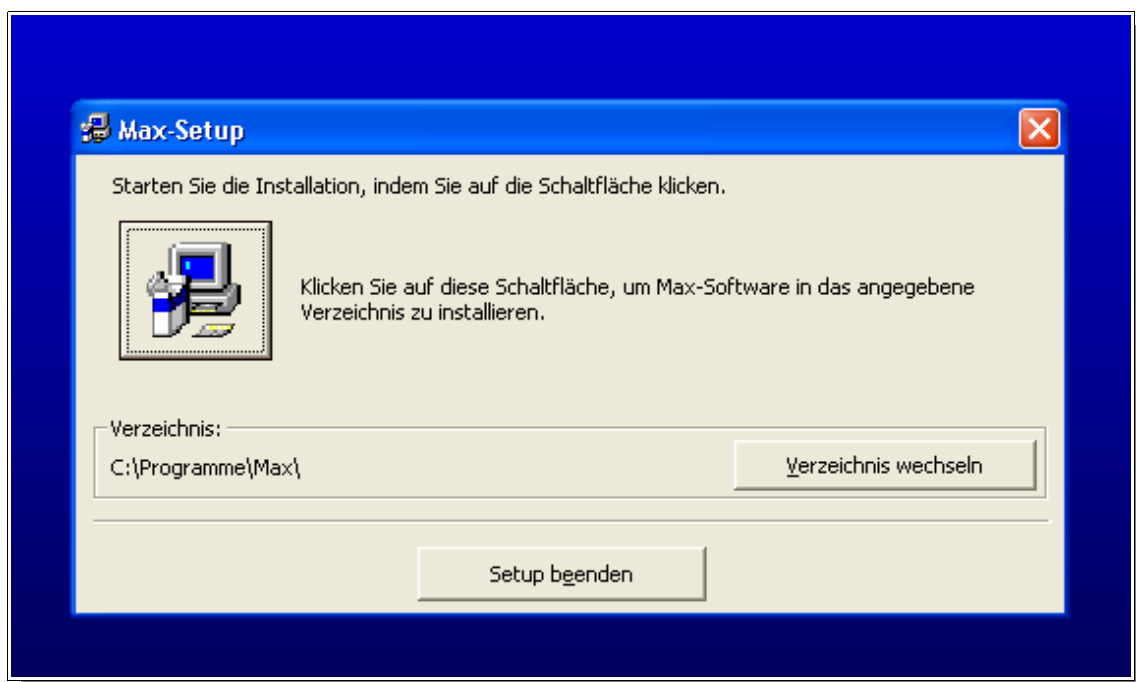 Max-Setup
Starten Sie die Installation, indem Sie auf die Schaltfläche klicken.
Klicken Sie auf diese Schaltfläche, um Max-Software in das angegebene
Verzeichnis zu installieren.
Verzeichnis:
C:\Programme\Max\
Verzeichnis wechseln
Setup beenden